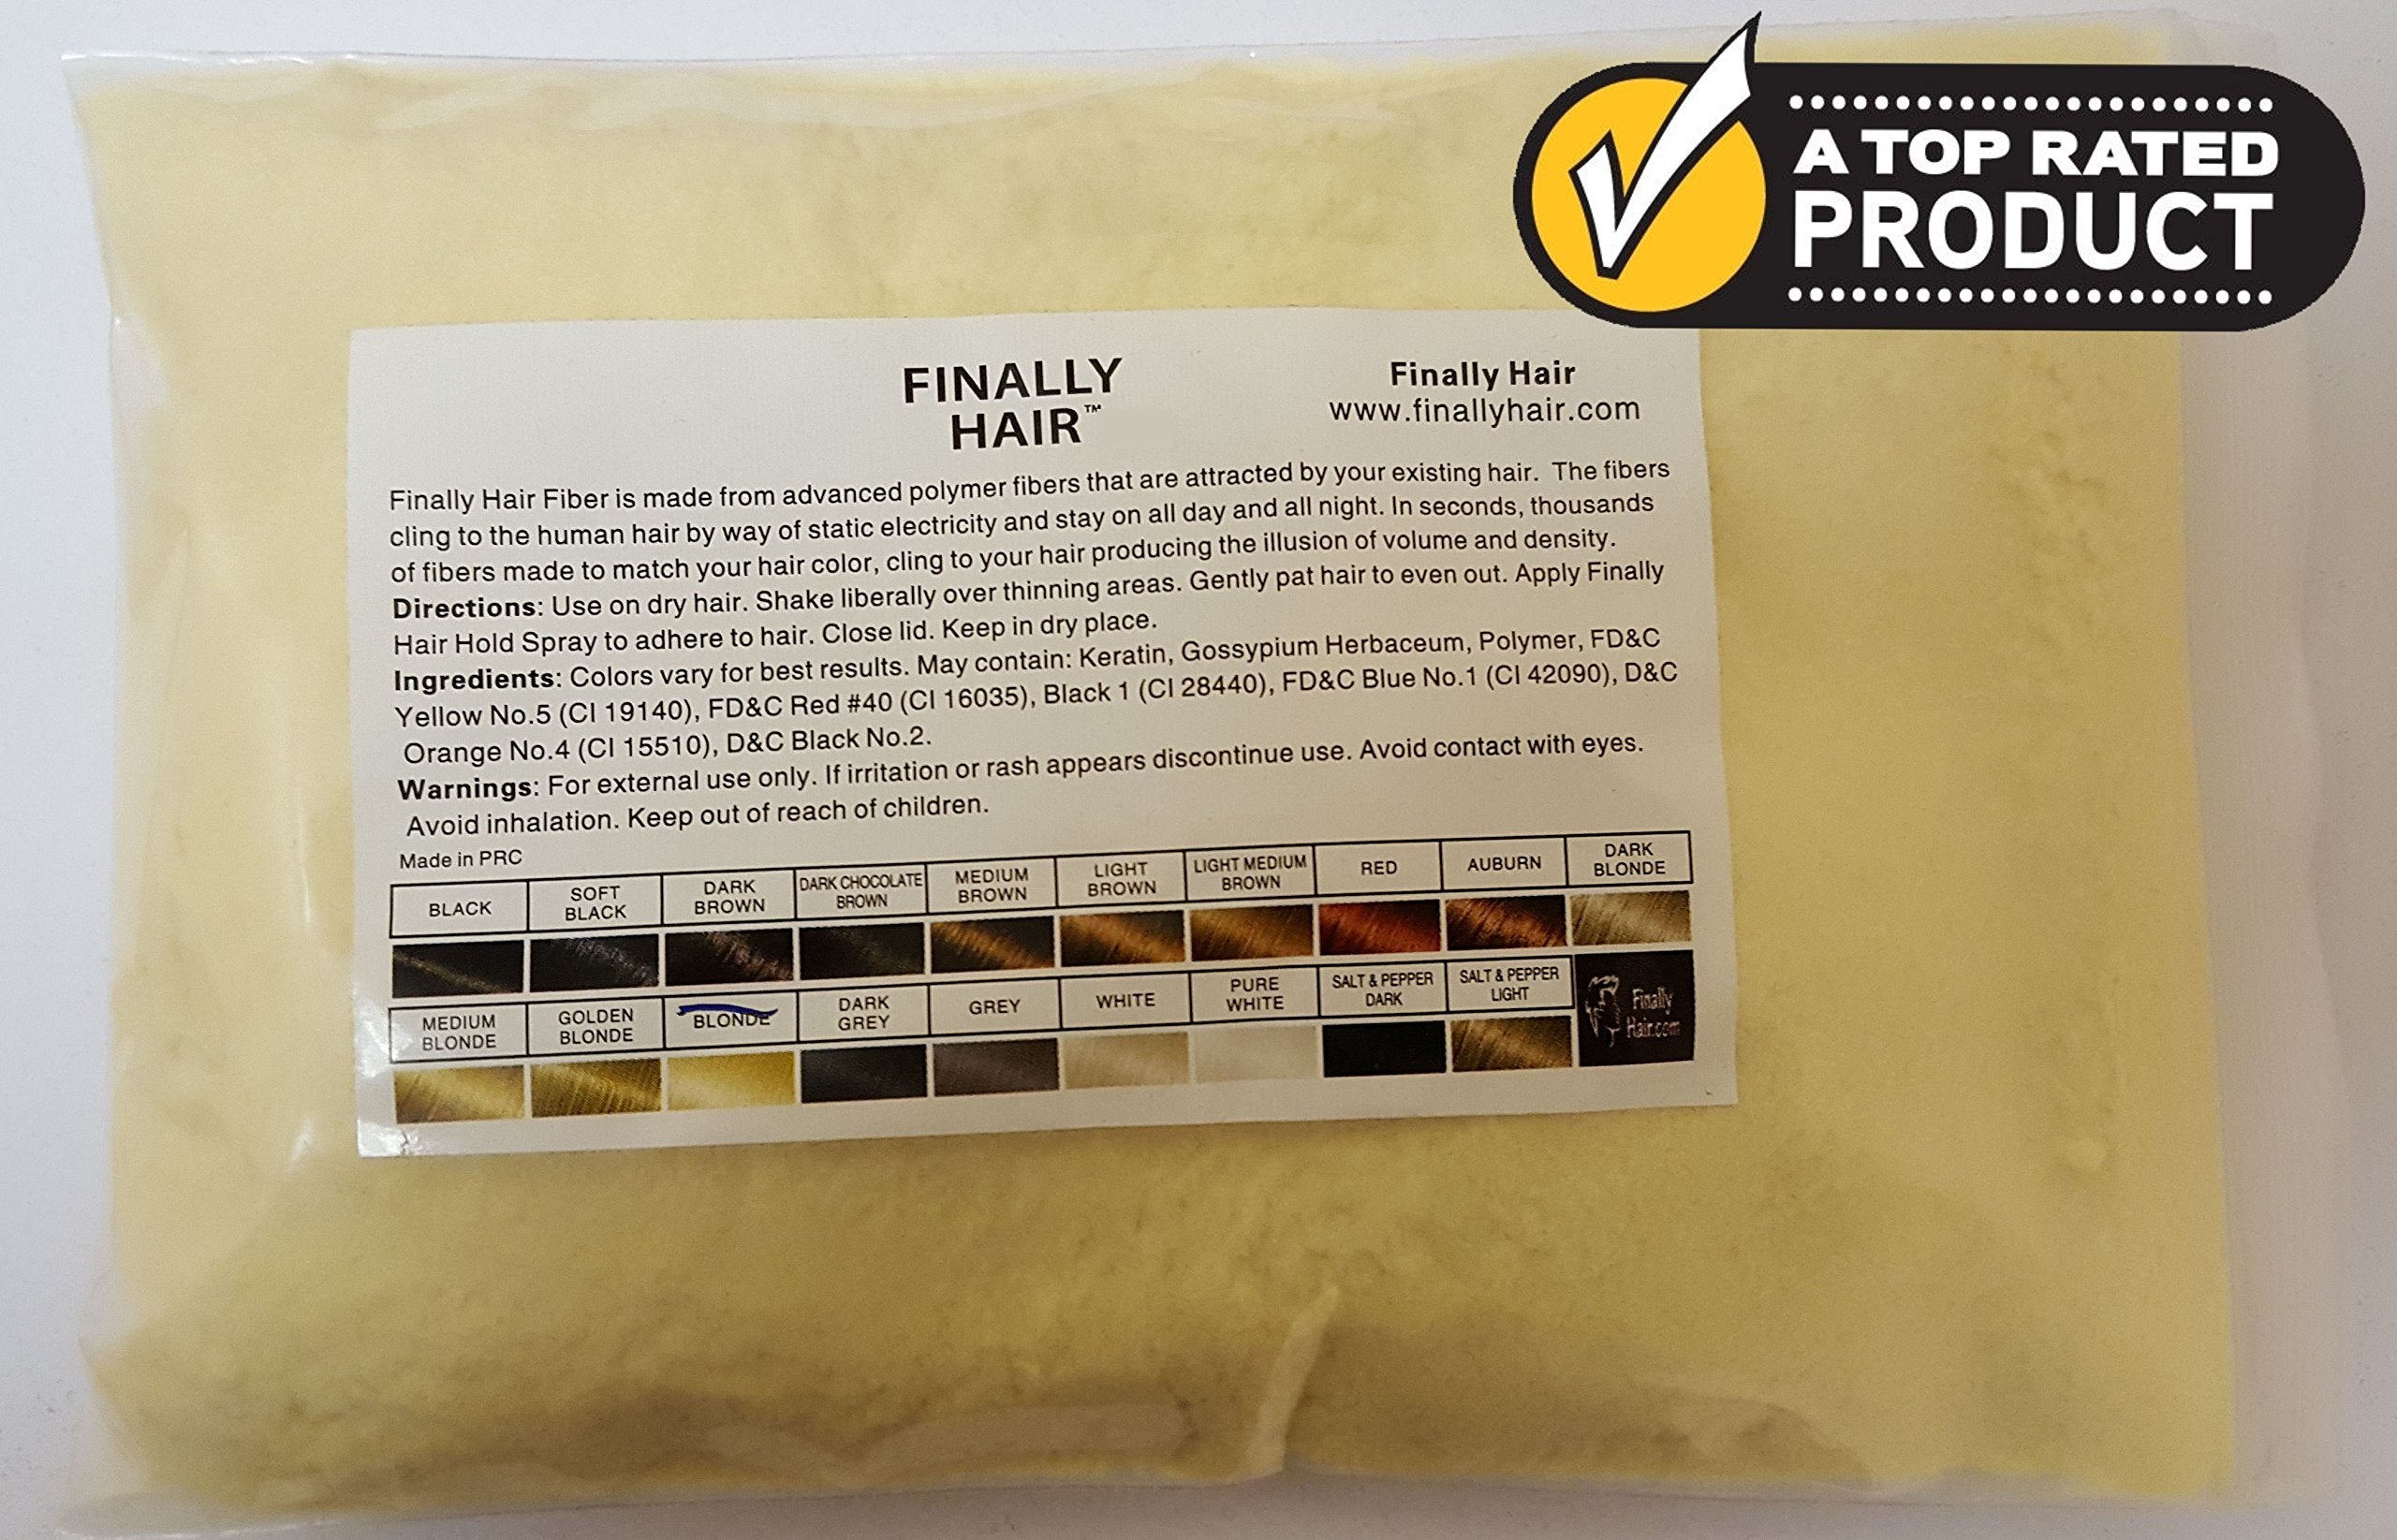 A TOP RATED
PRODUCT
FINALLY
HAIR™
Finally Hair
www.finallyhair.com
Finally Hair Fiber is made from advanced polymer fibers that are attracted by your existing hair. The fibers
cling to the human hair by way of static electricity and stay on all day and all night. In seconds, thousands
of fibers made to match your hair color, cling to your hair producing the illusion of volume and density.
Directions: Use on dry hair. Shake liberally over thinning areas. Gently pat hair to even out. Apply Finally
Hair Hold Spray to adhere to hair. Close lid. Keep in dry place.
Ingredients: Colors vary for best results. May contain: Keratin, Gossypium Herbaceum, Polymer, FD&C
Yellow No.5 (CI 19140), FD&C Red #40 (CI 16035), Black 1 (CI 28440), FD&C Blue No.1 (CI 42090), D&C
Orange No.4 (CI 15510), D&C Black No.2.
Warnings: For external use only. If irritation or rash appears discontinue use. Avoid contact with eyes.
Avoid inhalation. Keep out of reach of children.
Made in PRC
BLACK
SOFT
BLACK
DARK
BROWN
DARK CHOCOLATE
BROWN
MEDIUM
BROWN
LIGHT
BROWN
LIGHT MEDIUM
BROWN
RED
AUBURN
DARK
BLONDE
MEDIUM
BLONDE
GOLDEN
BLONDE
BLONDE
DARK
GREY
GREY
WHITE
PURE
WHITE
SALT & PEPPER
DARK
SALT & PEPPER
LIGHT
Finally
Hair.com